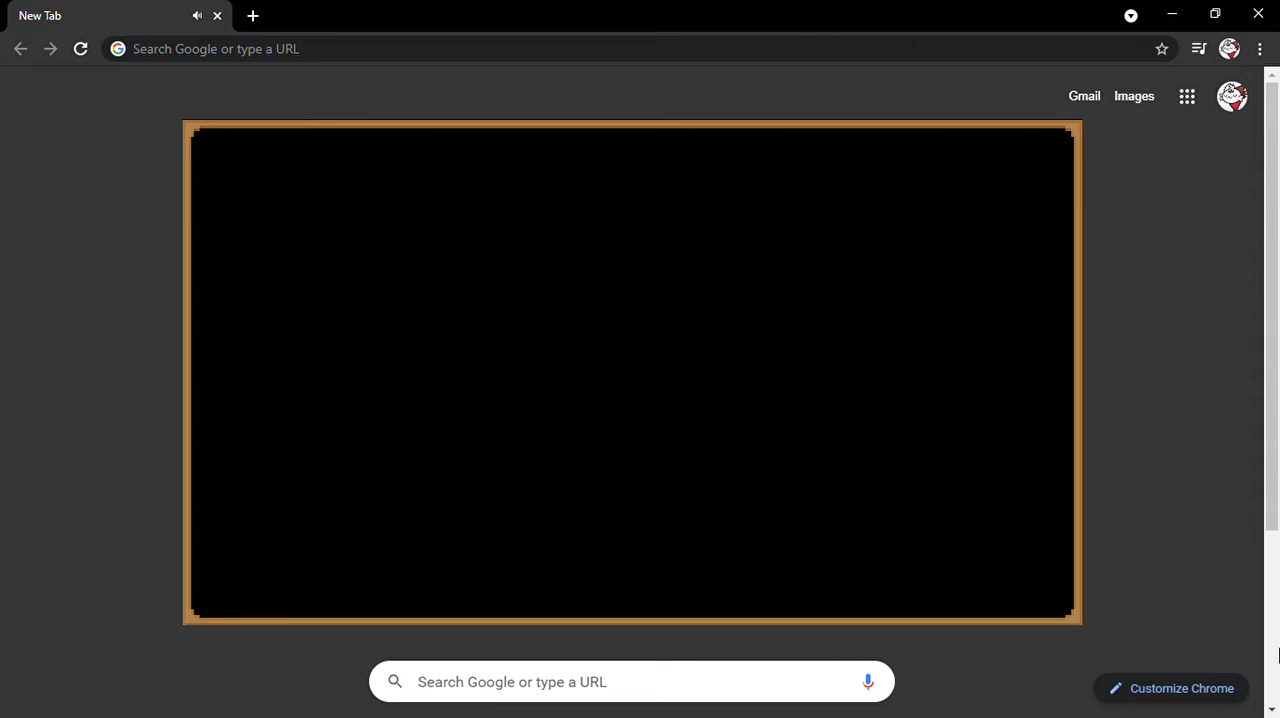 New Tab
Search Google or type a URL
Gmail Images
Search Google or type a URL
Customize Chrome